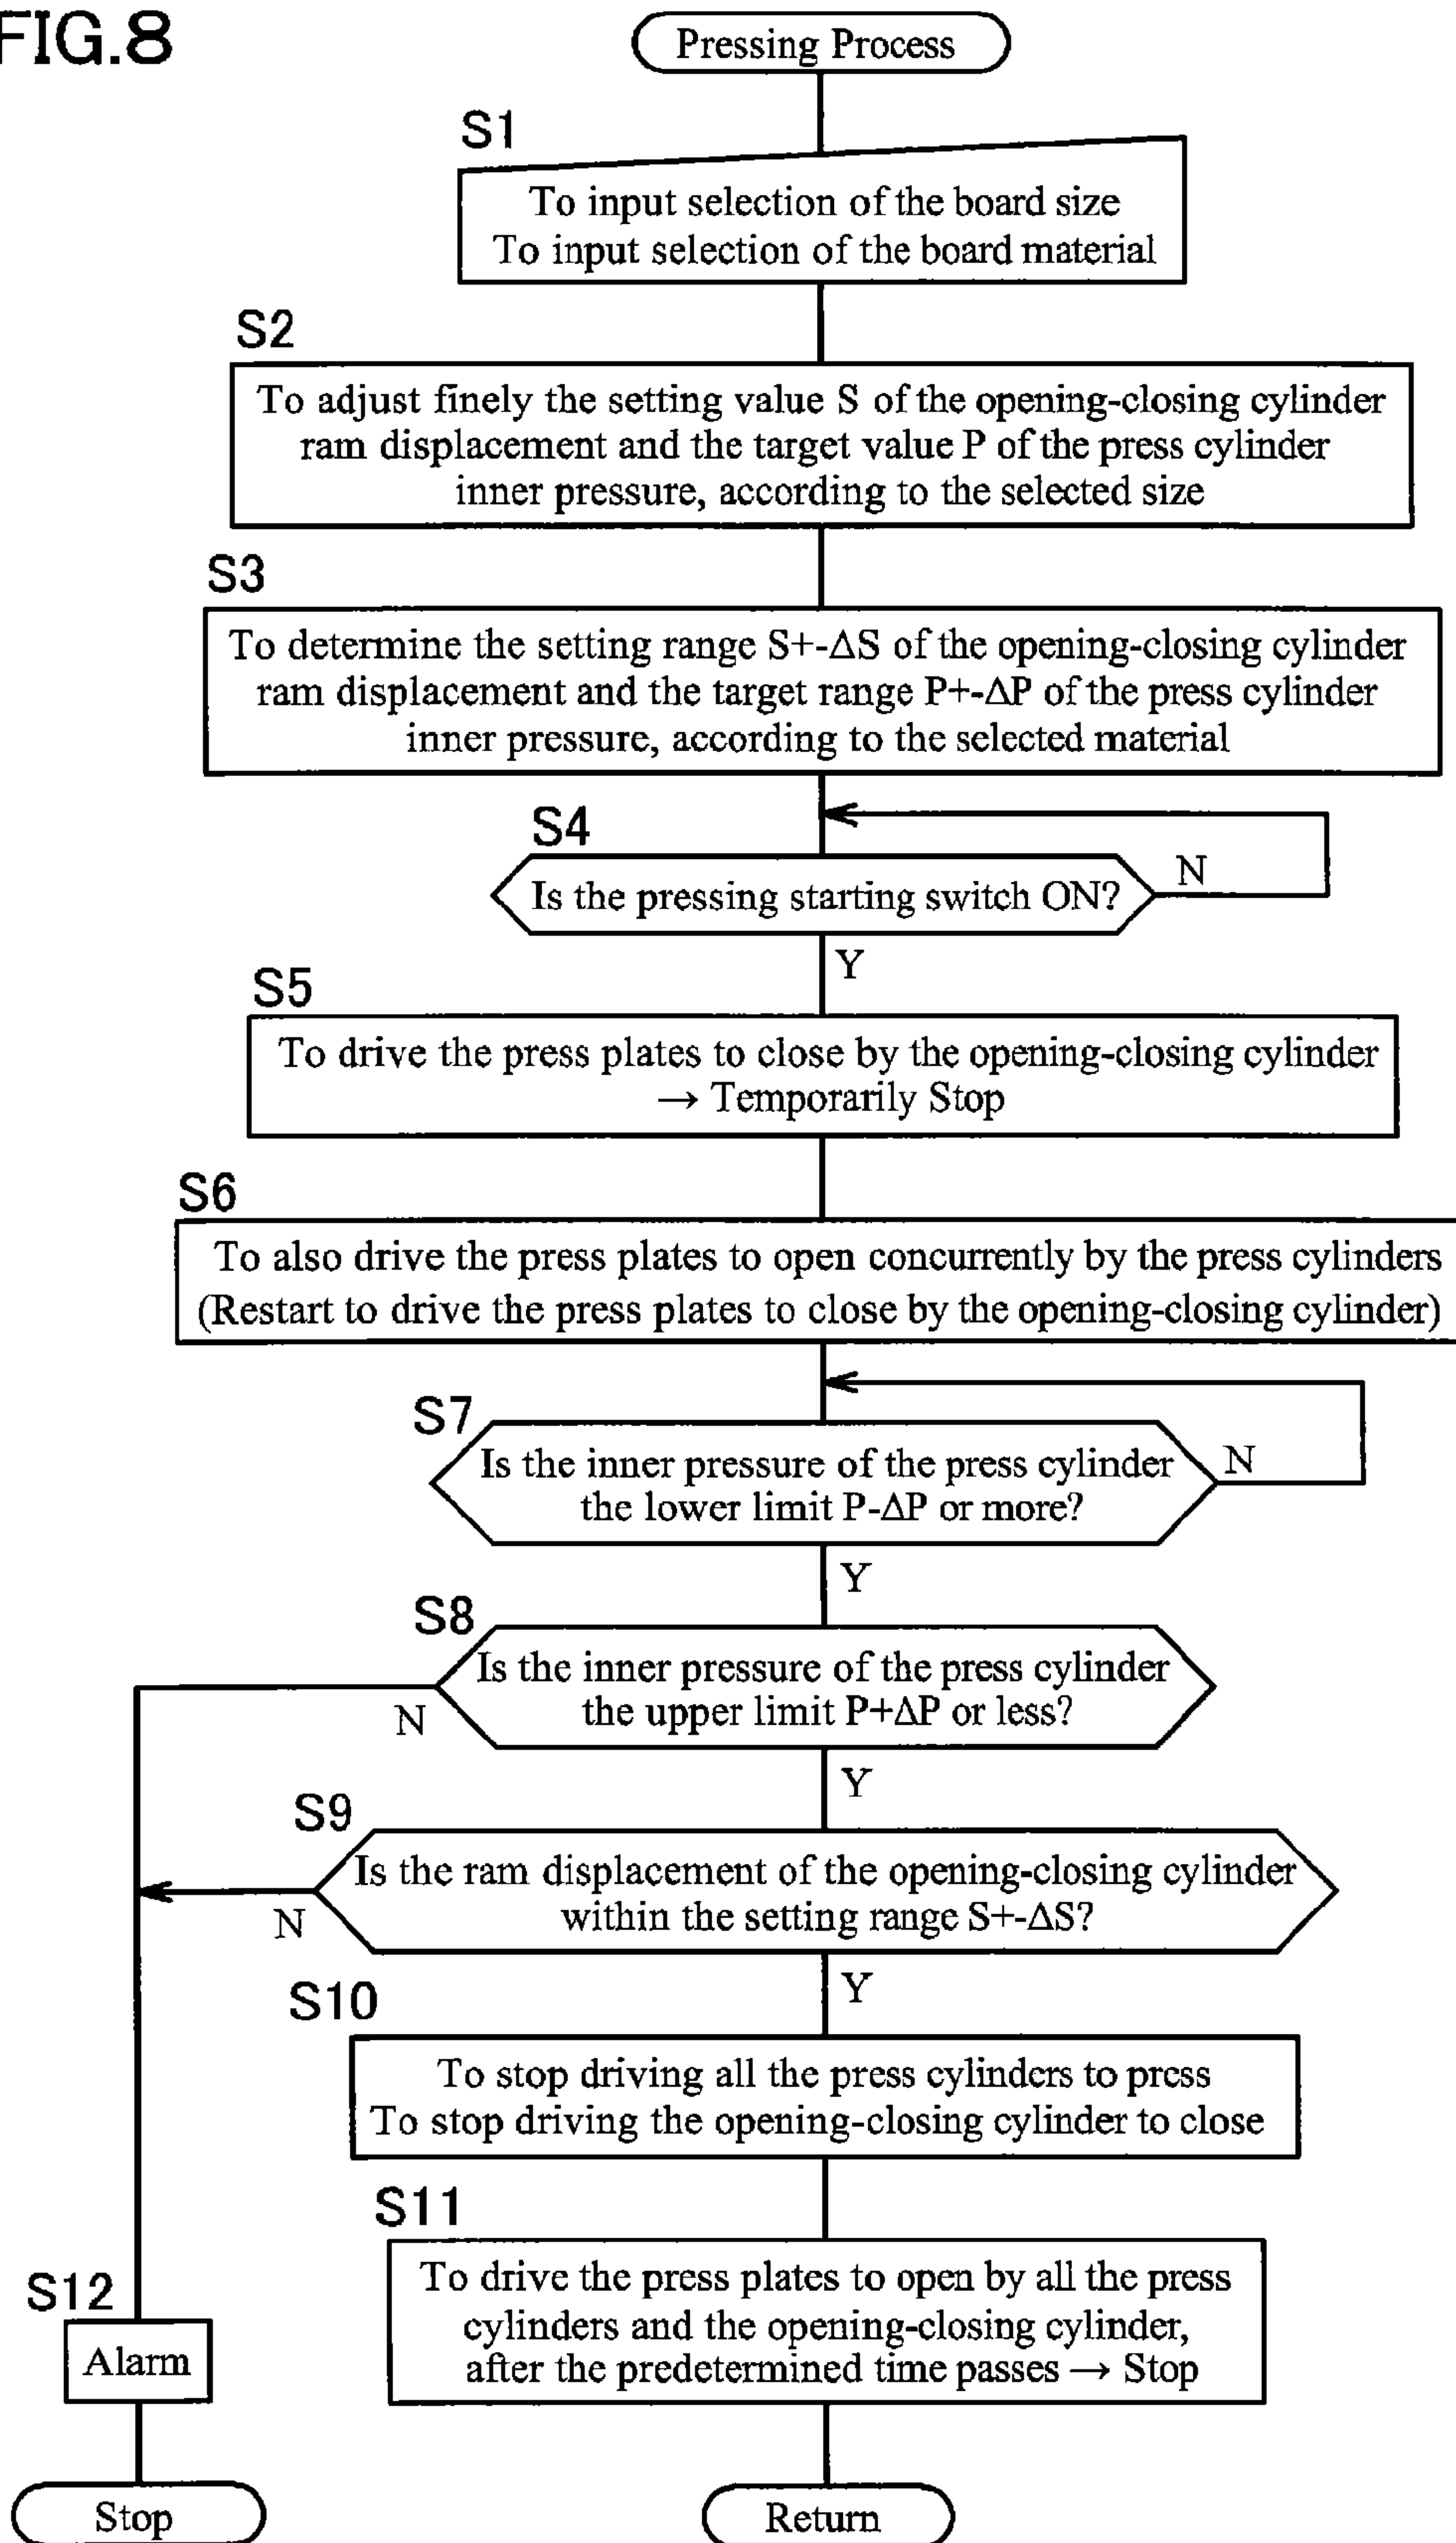 FIG.8
Pressing Process
S1
To input selection of the board size
To input selection of the board material
S2
To adjust finely the setting value S of the opening-closing cylinder
ram displacement and the target value P of the press cylinder
inner pressure, according to the selected size
S3
To determine the setting range S+-ΔS of the opening-closing cylinder
ram displacement and the target range P+-ΔP of the press cylinder
inner pressure, according to the selected material
S4
Is the pressing starting switch ON?
N
Y
S5
To drive the press plates to close by the opening-closing cylinder
→ Temporarily Stop
S6
To also drive the press plates to open concurrently by the press cylinders
(Restart to drive the press plates to close by the opening-closing cylinder)
S7
Is the inner pressure of the press cylinder
the lower limit P-ΔP or more?
N
Y
S8
Is the inner pressure of the press cylinder
the upper limit P+ΔP or less?
N
Y
S9
Is the ram displacement of the opening-closing cylinder
within the setting range S+-ΔS?
N
Y
S10
To stop driving all the press cylinders to press
To stop driving the opening-closing cylinder to close
S11
To drive the press plates to open by all the press
cylinders and the opening-closing cylinder,
after the predetermined time passes → Stop
S12
Alarm
Stop
Return